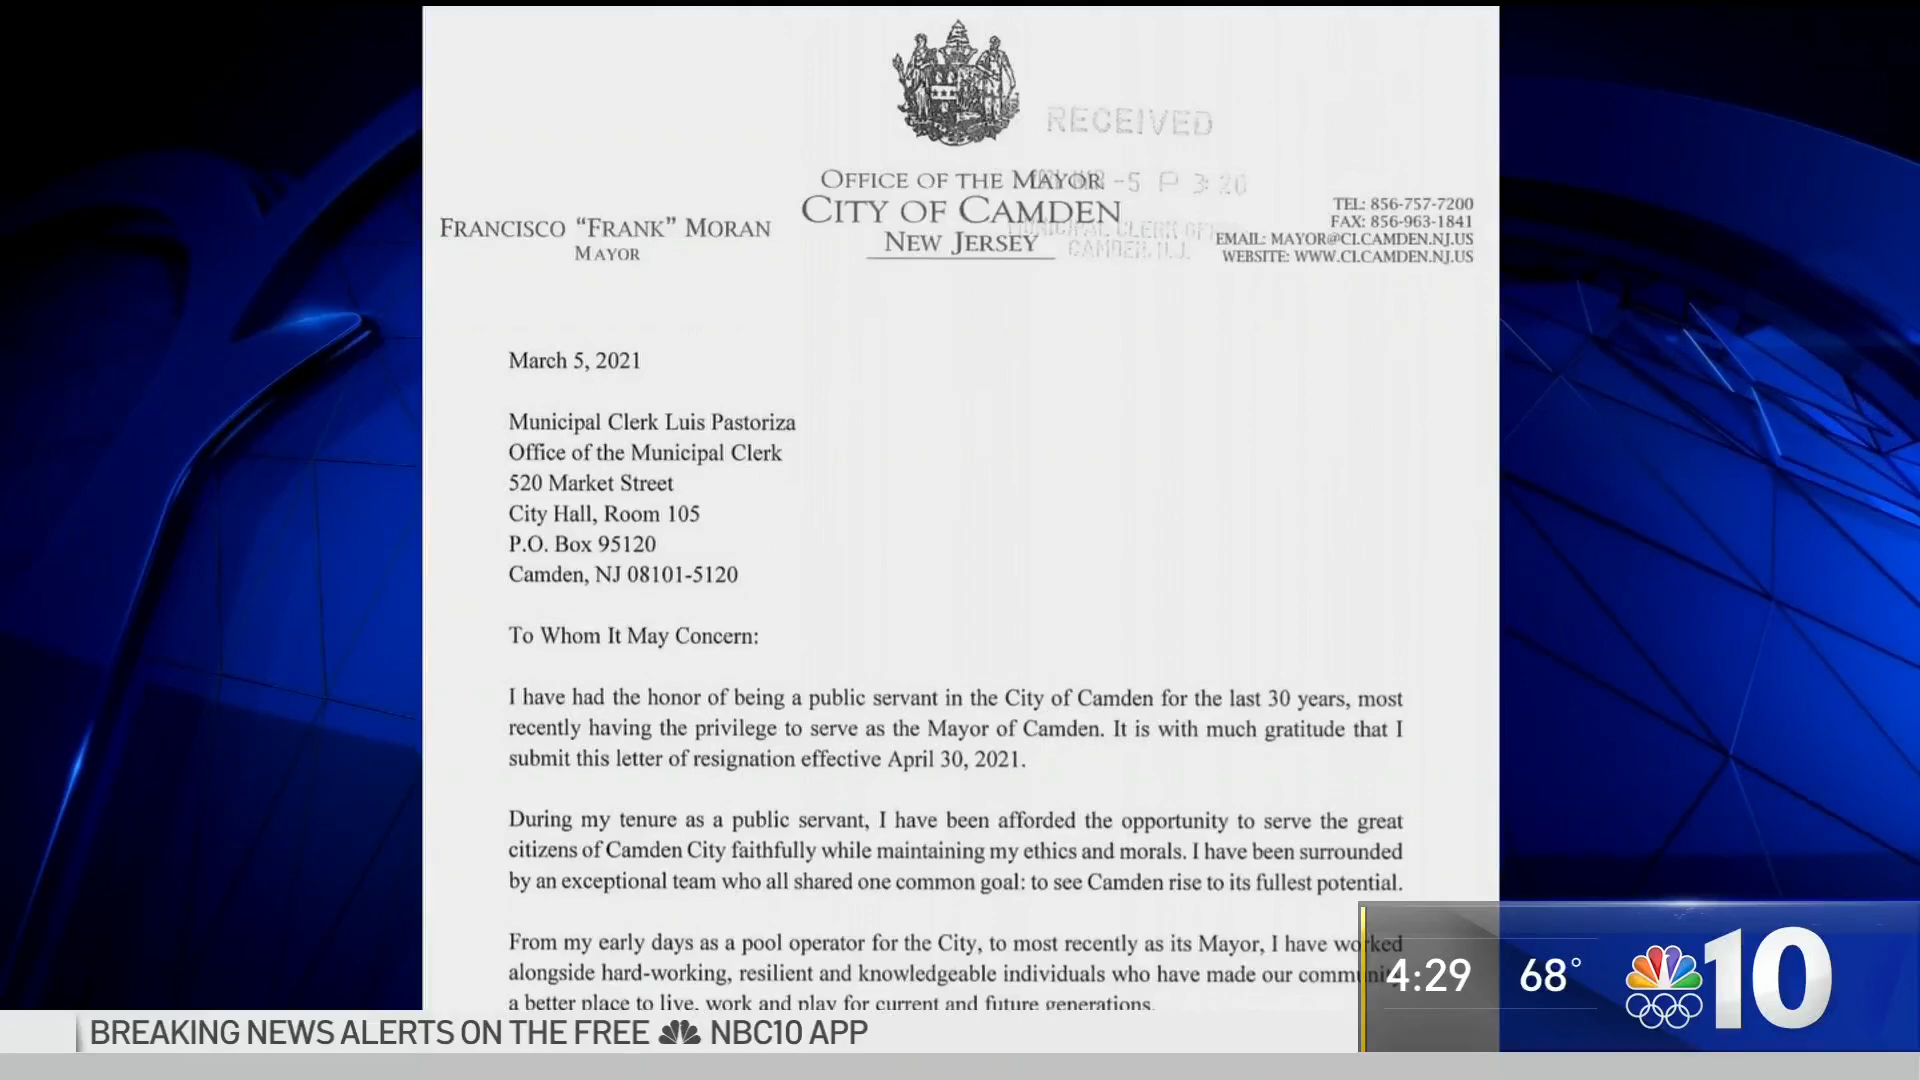 RECEIVED
-5 P 3:20
OFFICE OF THE MAYOR
CITY OF CAMDEN
NEW JERSEY
MUNICIPAL CLERK
CAMDEN, N.J.
FRANCISCO “FRANK” MORAN
MAYOR
TEL: 856-757-7200
FAX: 856-963-1841
EMAIL: MAYOR@CI.CAMDEN.NJ.US
WEBSITE: WWW.CI.CAMDEN.NJ.US
March 5, 2021
Municipal Clerk Luis Pastoriza
Office of the Municipal Clerk
520 Market Street
City Hall, Room 105
P.O. Box 95120
Camden, NJ 08101-5120
To Whom It May Concern:
I have had the honor of being a public servant in the City of Camden for the last 30 years, most
recently having the privilege to serve as the Mayor of Camden. It is with much gratitude that I
submit this letter of resignation effective April 30, 2021.
During my tenure as a public servant, I have been afforded the opportunity to serve the great
citizens of Camden City faithfully while maintaining my ethics and morals. I have been surrounded
by an exceptional team who all shared one common goal: to see Camden rise to its fullest potential.
From my early days as a pool operator for the City, to most recently as its Mayor, I have worked
alongside hard-working, resilient and knowledgeable individuals who have made our
a better place to live, work and play for current and future generations.
4:29 68° 10
BREAKING NEWS ALERTS ON THE FREE NBC10 APP